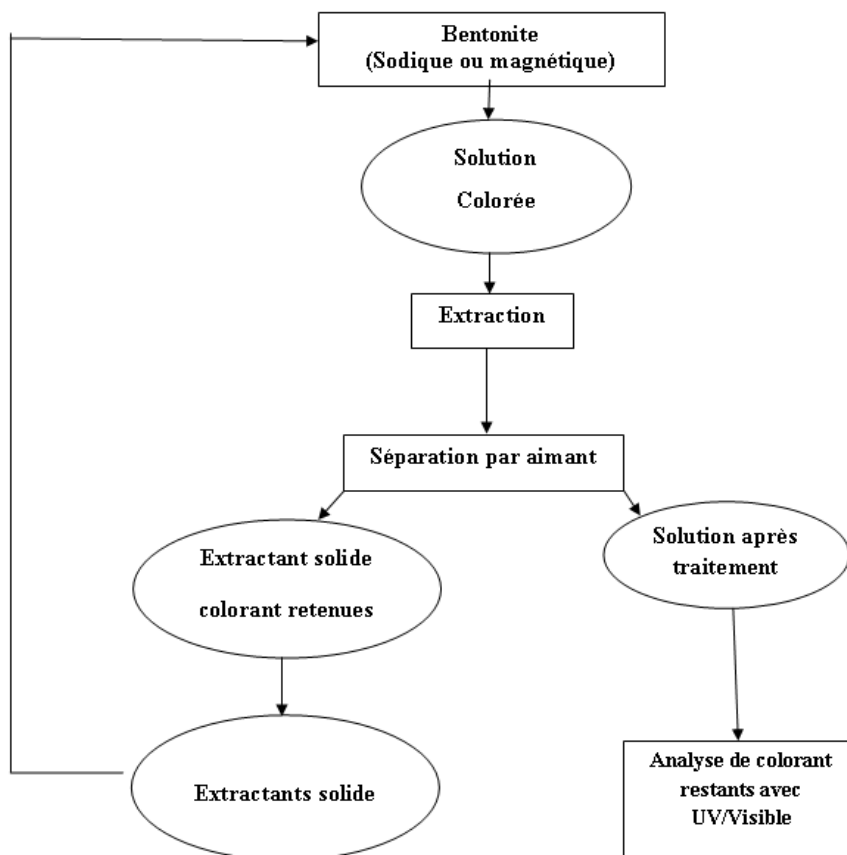 Bentonite
(Sodique ou magnétique)
Solution
Colorée
Extraction
Séparation par aimant
Extractant solide
colorant retenues
Solution après
traitement
Extractants solide
Analyse de colorant
restants avec
UV/Visible